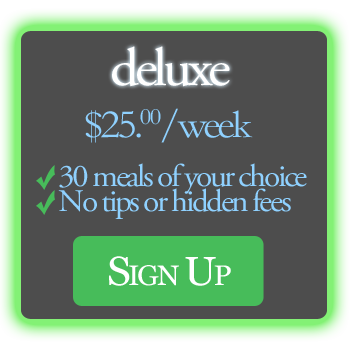 deluxe
$25.00/week
30 meals of your choice
No tips or hidden fees
Sign Up